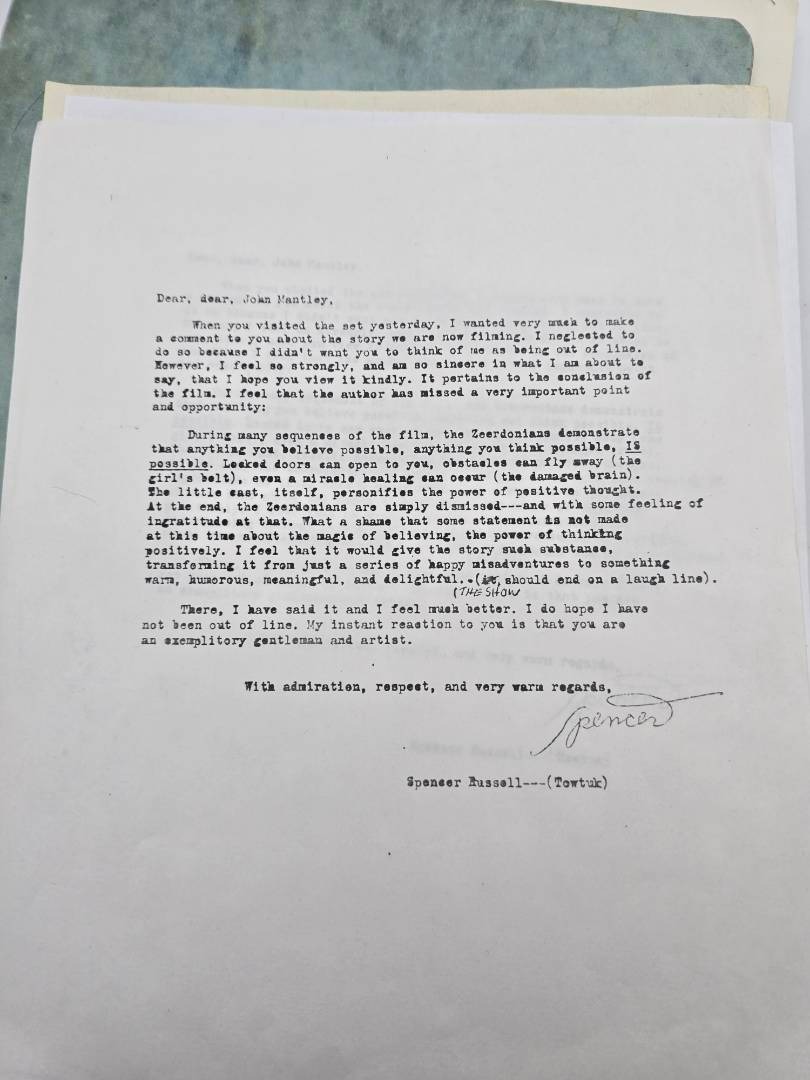 Dear, dear, John Mantley,
When you visited the set yesterday, I wanted very much to make
a comment to you about the story we are now filming. I neglected to
do so because I didn't want you to think of me as being out of line.
However, I feel so strongly, and am so sincere in what I am about to
say, that I hope you view it kindly. It pertains to the conclusion of
the film. I feel that the author has missed a very important point
and opportunity:
During many sequences of the film, the Zeerdonians demonstrate
that anything you believe possible, anything you think possible, IS
possible. Locked doors can open to you, obstacles can fly away (the
girl's belt), even a miracle healing can occur (the damaged brain).
The little cast, itself, personifies the power of positive thought.
At the end, the Zeerdonians are simply dismissed---and with some feeling of
ingratitude at that. What a shame that some statement is not made
at this time about the magic of believing, the power of thinking
positively. I feel that it would give the story such substance,
transferming it from just a series of happy misadventures to something
warm, humorous, meaningful, and delightful..(it, should end on a laugh line).
(THE SHOW
There, I have said it and I feel much better. I do hope I have
not been out of line. My instant reaction to you is that you are
an exemplitory gentleman and artist.
With admiration, respect, and very warm regards,
Spencer
Spencer Russell---(Towtuk)